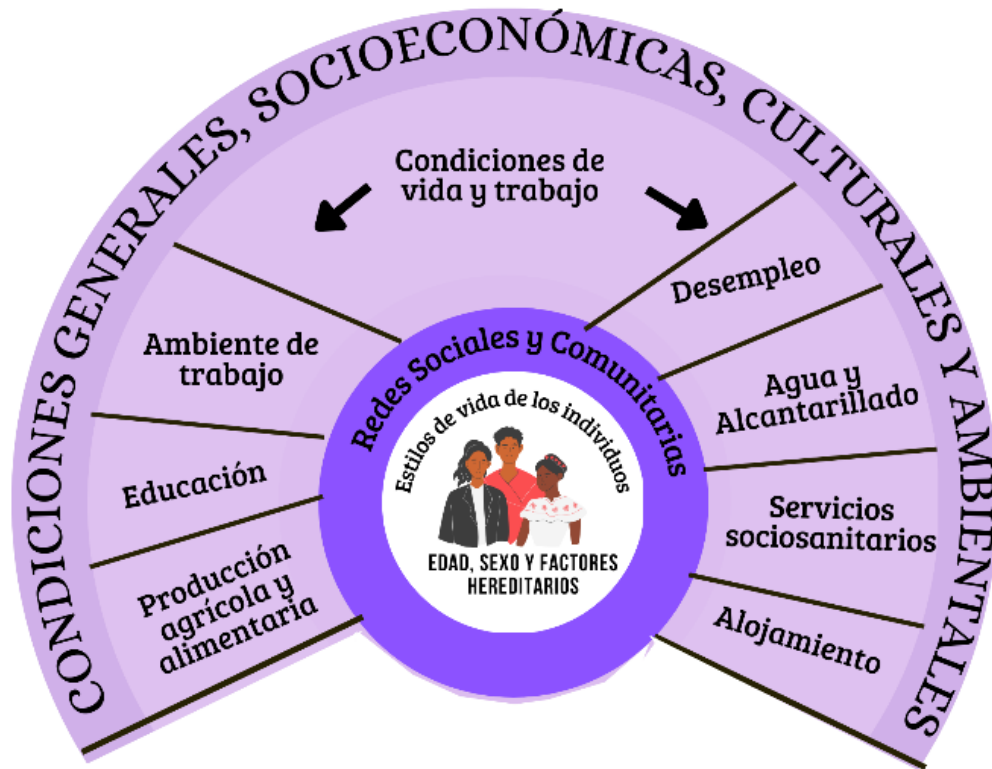 CONDICIONES GENERALES, SOCIOECONÓMICAS, CULTURALES Y AMBIENTALES
Condiciones de
vida y trabajo
Ambiente de
trabajo
Educación
Producción
agrícola y
alimentaria
Desempleo
Agua y
Alcantarillado
Servicios
sociosanitarios
Alojamiento
Redes Sociales y Comunitarias
Estilos de vida de los individuos
EDAD, SEXO Y FACTORES
HEREDITARIOS